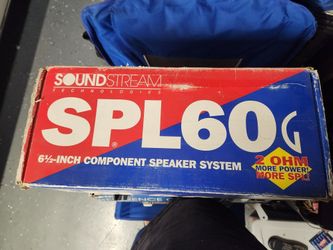 SOUNDSTREAM
TECHNOLOGIES
SPL60G
®
6½-INCH COMPONENT SPEAKER SYSTEM
2 OHM
MORE POWER!
MORE SPL!